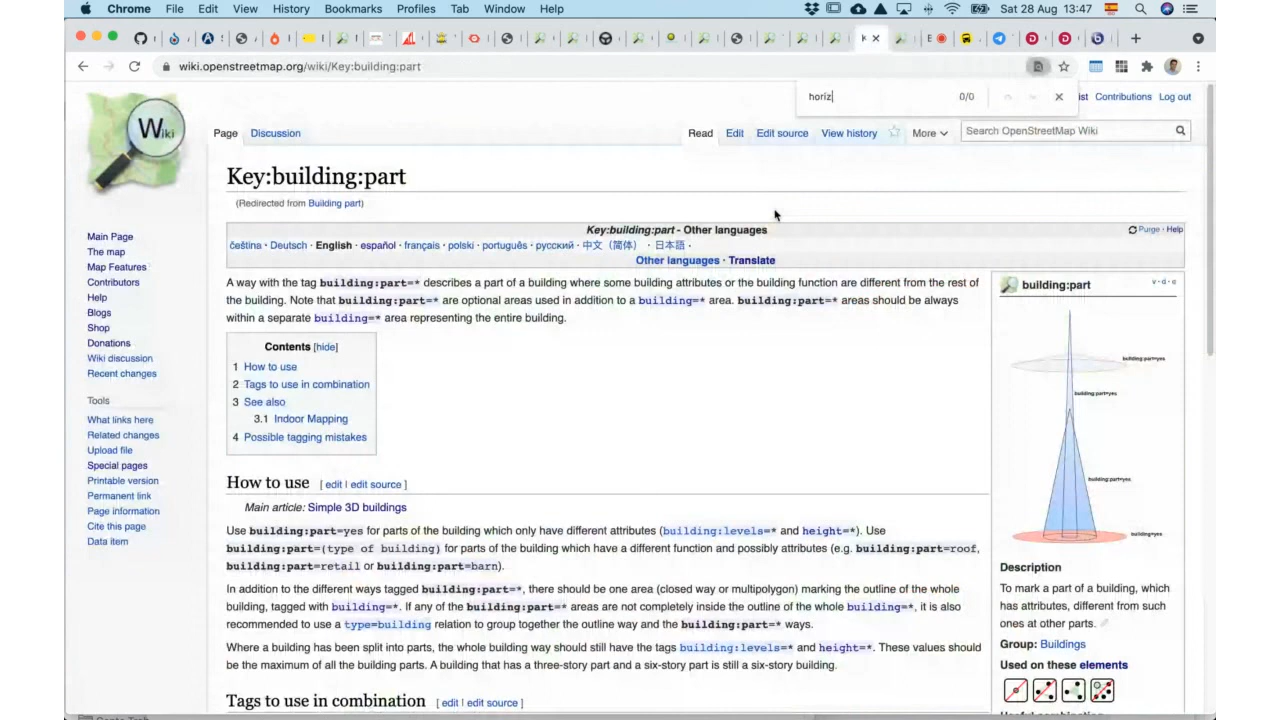 Chrome File Edit View History Bookmarks Profiles Tab Window Help Sat 28 Aug 13:47
wiki.openstreetmap.org/wiki/Key:building:part
horiz 0/0
Contributions Log out
Wiki
Page Discussion Read Edit Edit source View history More Search OpenStreetMap Wiki
Key:building:part
(Redirected from Building part)
Key:building:part - Other languages Purge · Help
čeština · Deutsch · English · español · français · polski · português · русский · 中文（简体） · 日本語 ·
Other languages · Translate
Main Page
The map
Map Features
Contributors
Help
Blogs
Shop
Donations
Wiki discussion
Recent changes
Tools
What links here
Related changes
Upload file
Special pages
Printable version
Permanent link
Page information
Cite this page
Data item
A way with the tag building:part=* describes a part of a building where some building attributes or the building function are different from the rest of
the building. Note that building:part=* are optional areas used in addition to a building=* area. building:part=* areas should be always
within a separate building=* area representing the entire building.
Contents [hide]
1 How to use
2 Tags to use in combination
3 See also
3.1 Indoor Mapping
4 Possible tagging mistakes
How to use [ edit | edit source ]
Main article: Simple 3D buildings
Use building:part=yes for parts of the building which only have different attributes (building:levels=* and height=*). Use
building:part=(type of building) for parts of the building which have a different function and possibly attributes (e.g. building:part=roof,
building:part=retail or building:part=barn).
In addition to the different ways tagged building:part=*, there should be one area (closed way or multipolygon) marking the outline of the whole
building, tagged with building=*. If any of the building:part=* areas are not completely inside the outline of the whole building=*, it is also
recommended to use a type=building relation to group together the outline way and the building:part=* ways.
Where a building has been split into parts, the whole building way should still have the tags building:levels=* and height=*. These values should
be the maximum of all the building parts. A building that has a three-story part and a six-story part is still a six-story building.
Tags to use in combination [ edit | edit source ]
building:part v · d · e
building:part=yes
building:part=yes
building:part=yes
building=yes
Description
To mark a part of a building, which
has attributes, different from such
ones at other parts.
Group: Buildings
Used on these elements